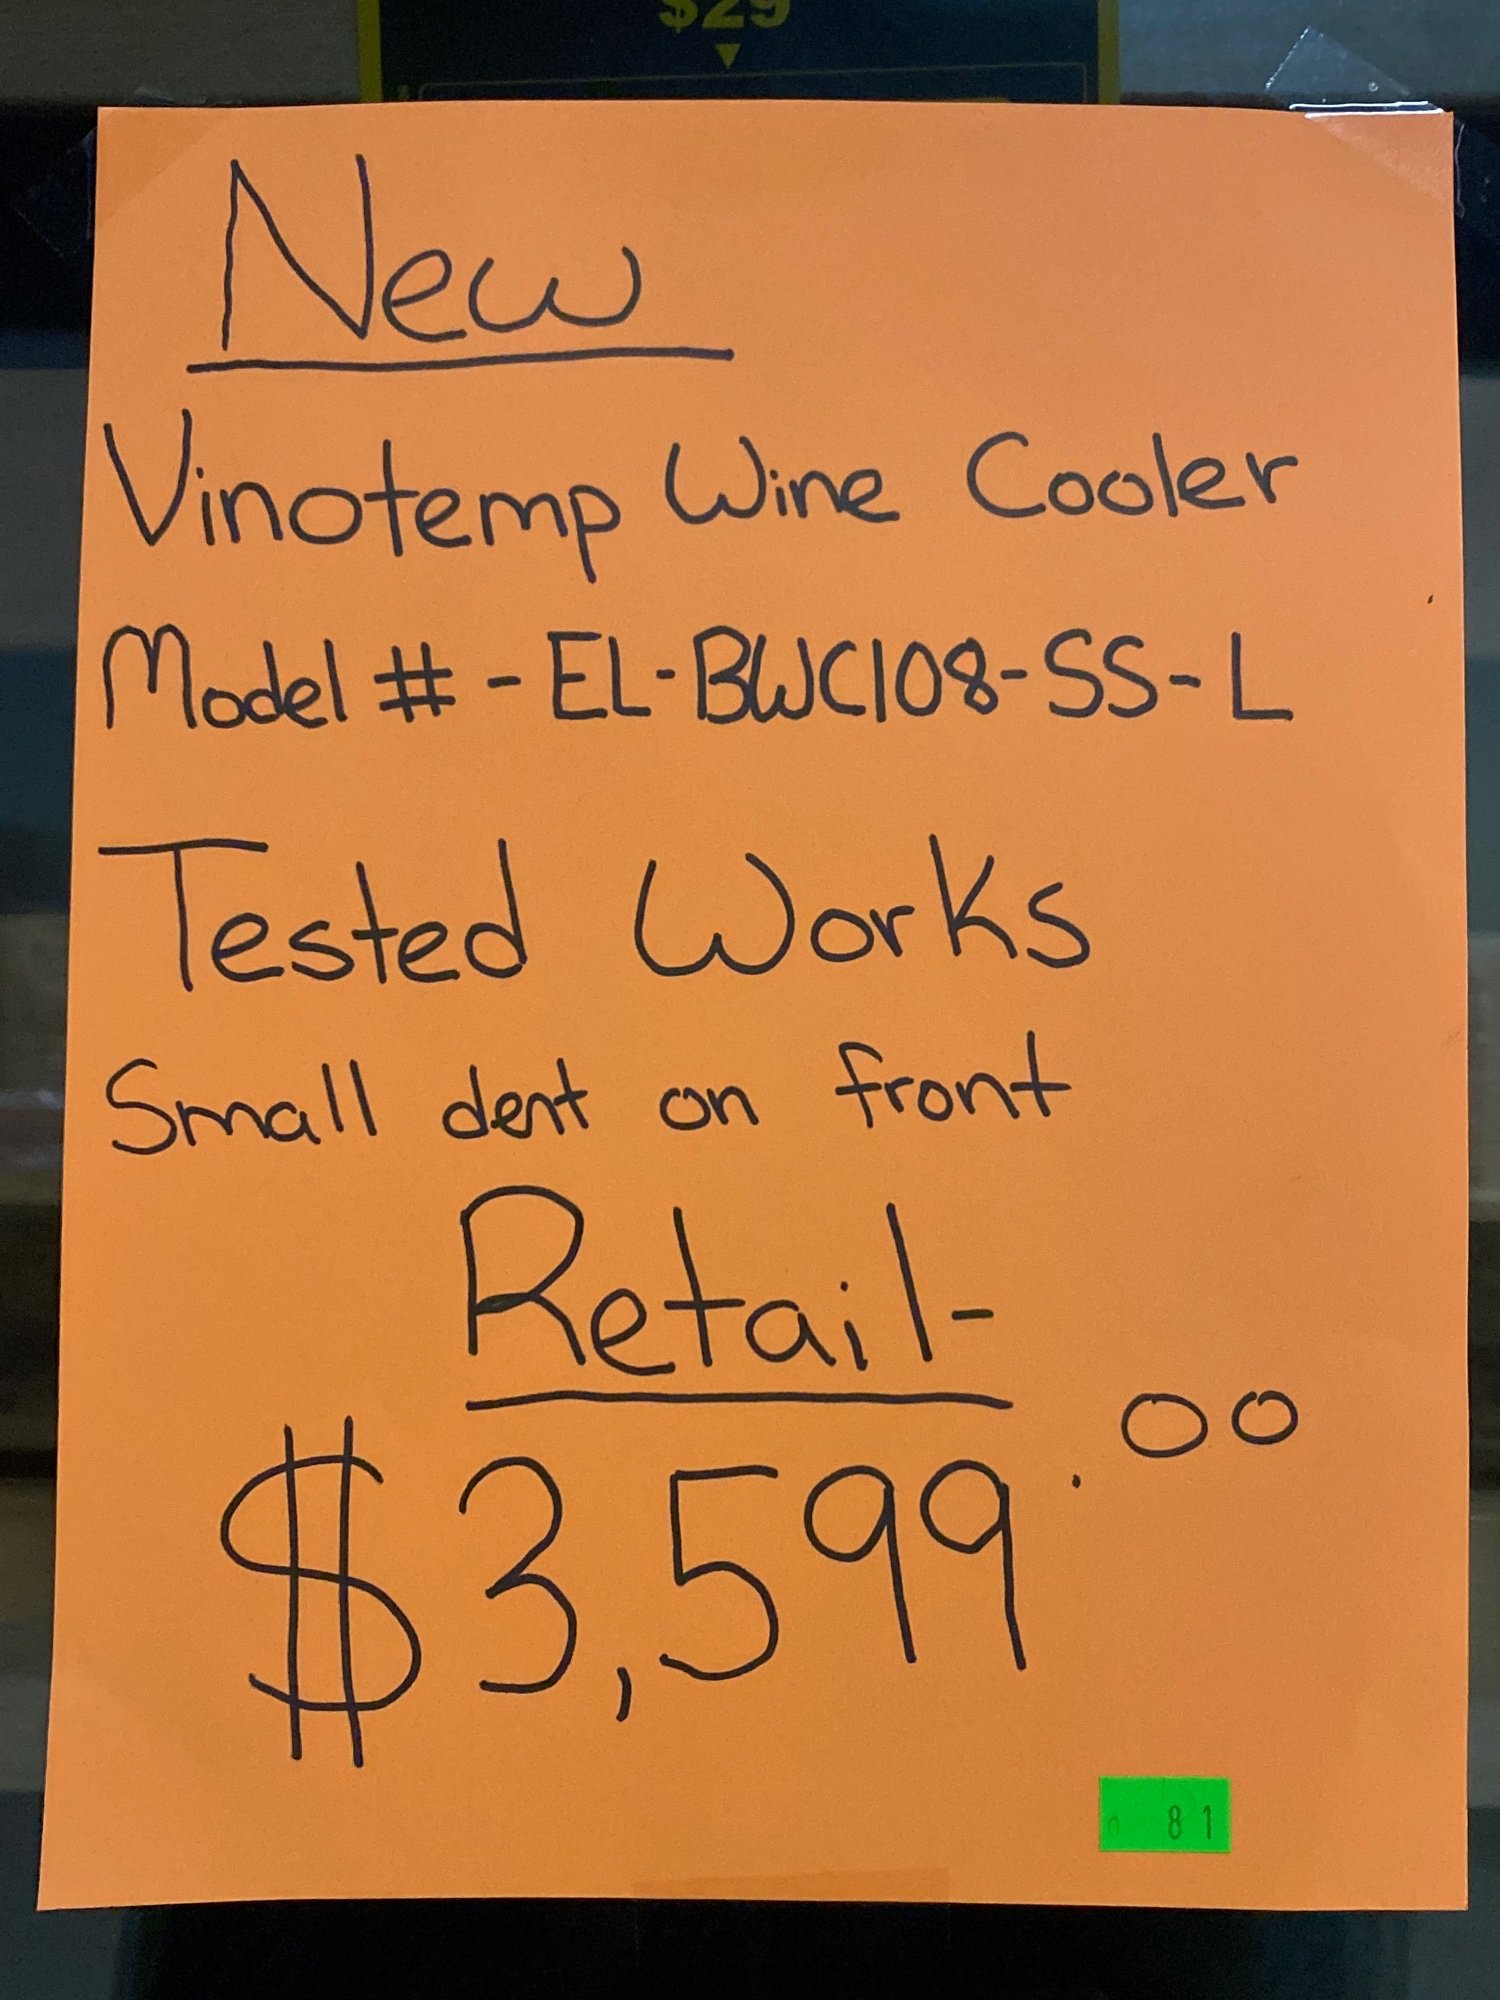 $29
New
Vinotemp Wine Cooler
Model # - EL-BWC108-SS-L
Tested Works
Small dent on front
Retail-
$3,599.00
81